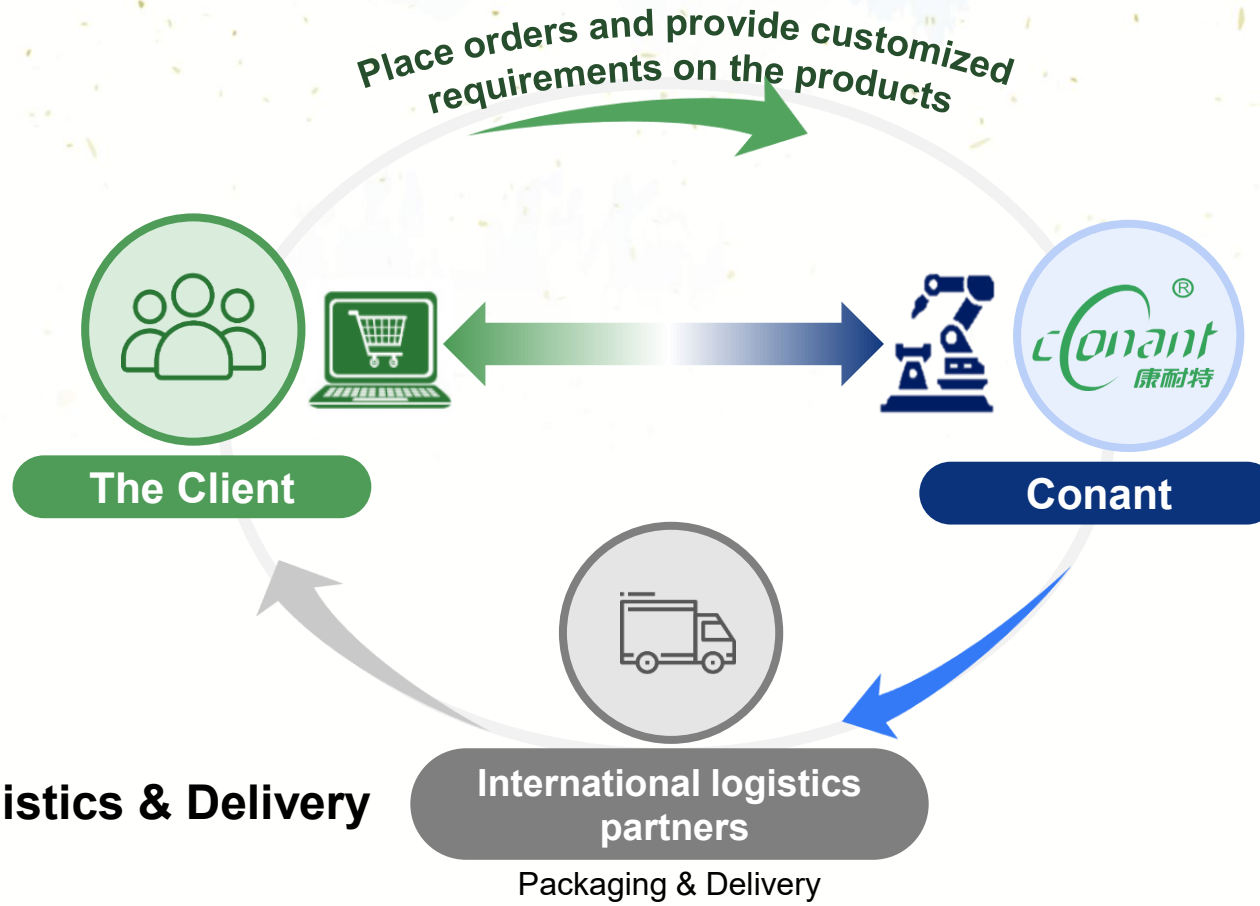 Place orders and provide customized
requirements on the products
®
Conant
康耐特
The Client
Conant
International logistics
partners
istics & Delivery
Packaging & Delivery